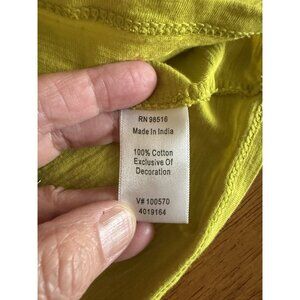 RN 98516
Made In India
100% Cotton
Exclusive Of
Decoration
V# 100570
4019164